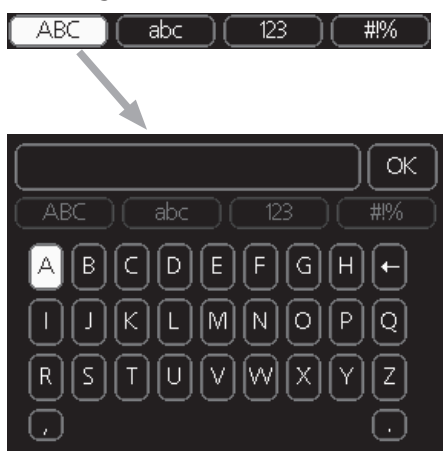 ABC abc 123 #!%
OK
ABC abc 123 #!%
A B C D E F G H ←
I J K L M N O P Q
R S T U V W X Y Z
, .